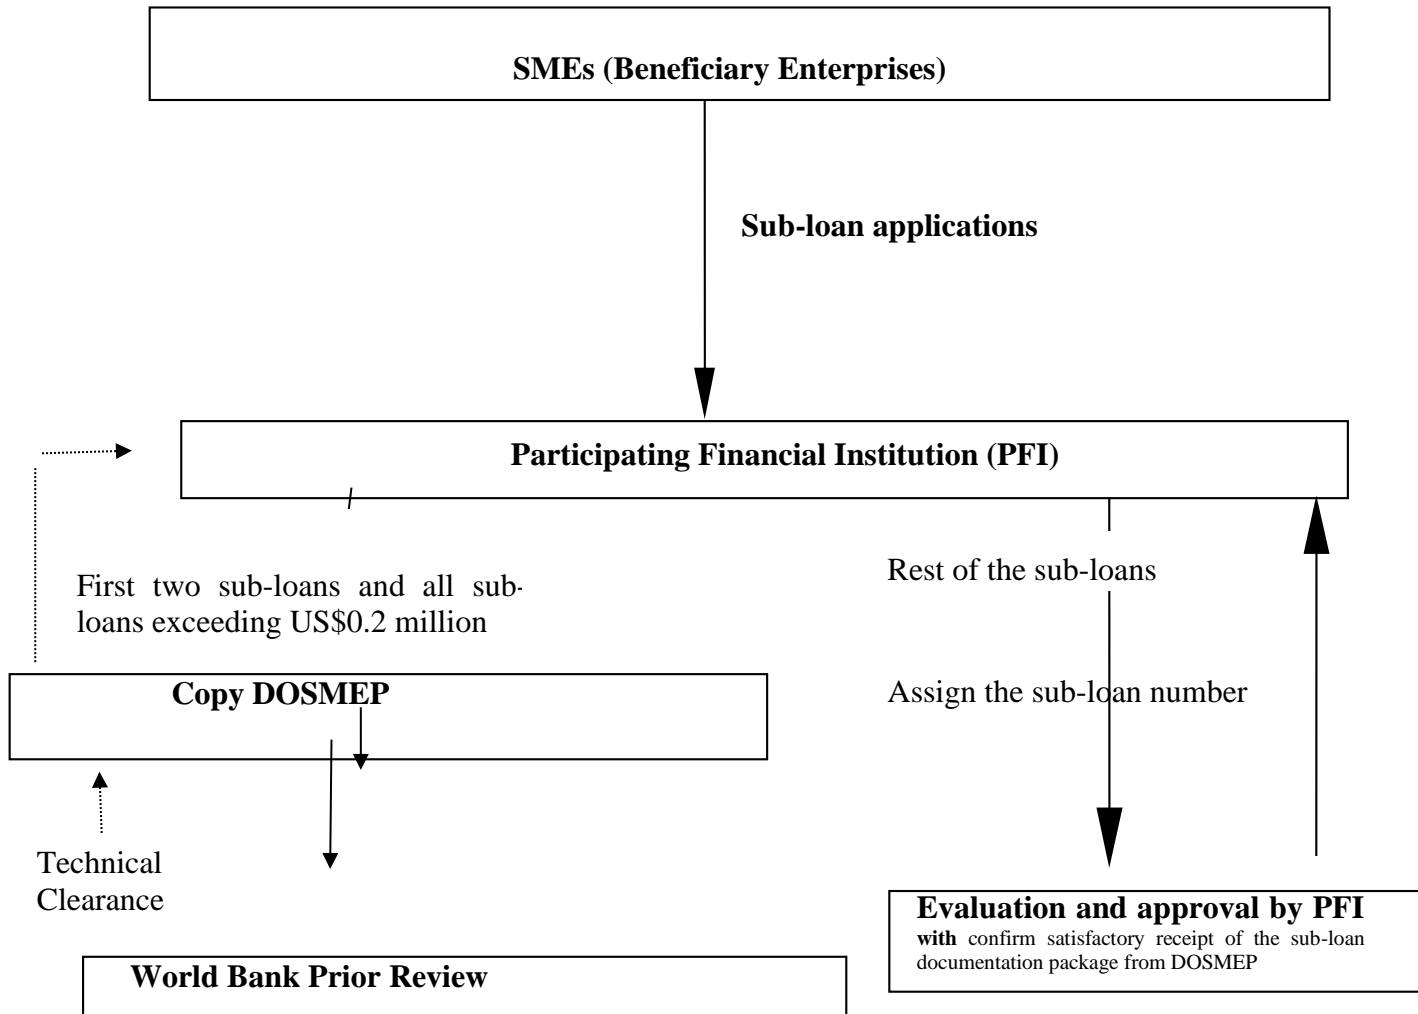 SMEs (Beneficiary Enterprises)
Sub-loan applications
Participating Financial Institution (PFI)
First two sub-loans and all sub-
loans exceeding US$0.2 million
Rest of the sub-loans
Copy DOSMEP
Assign the sub-loan number
Technical
Clearance
Evaluation and approval by PFI
with confirm satisfactory receipt of the sub-loan
documentation package from DOSMEP
World Bank Prior Review